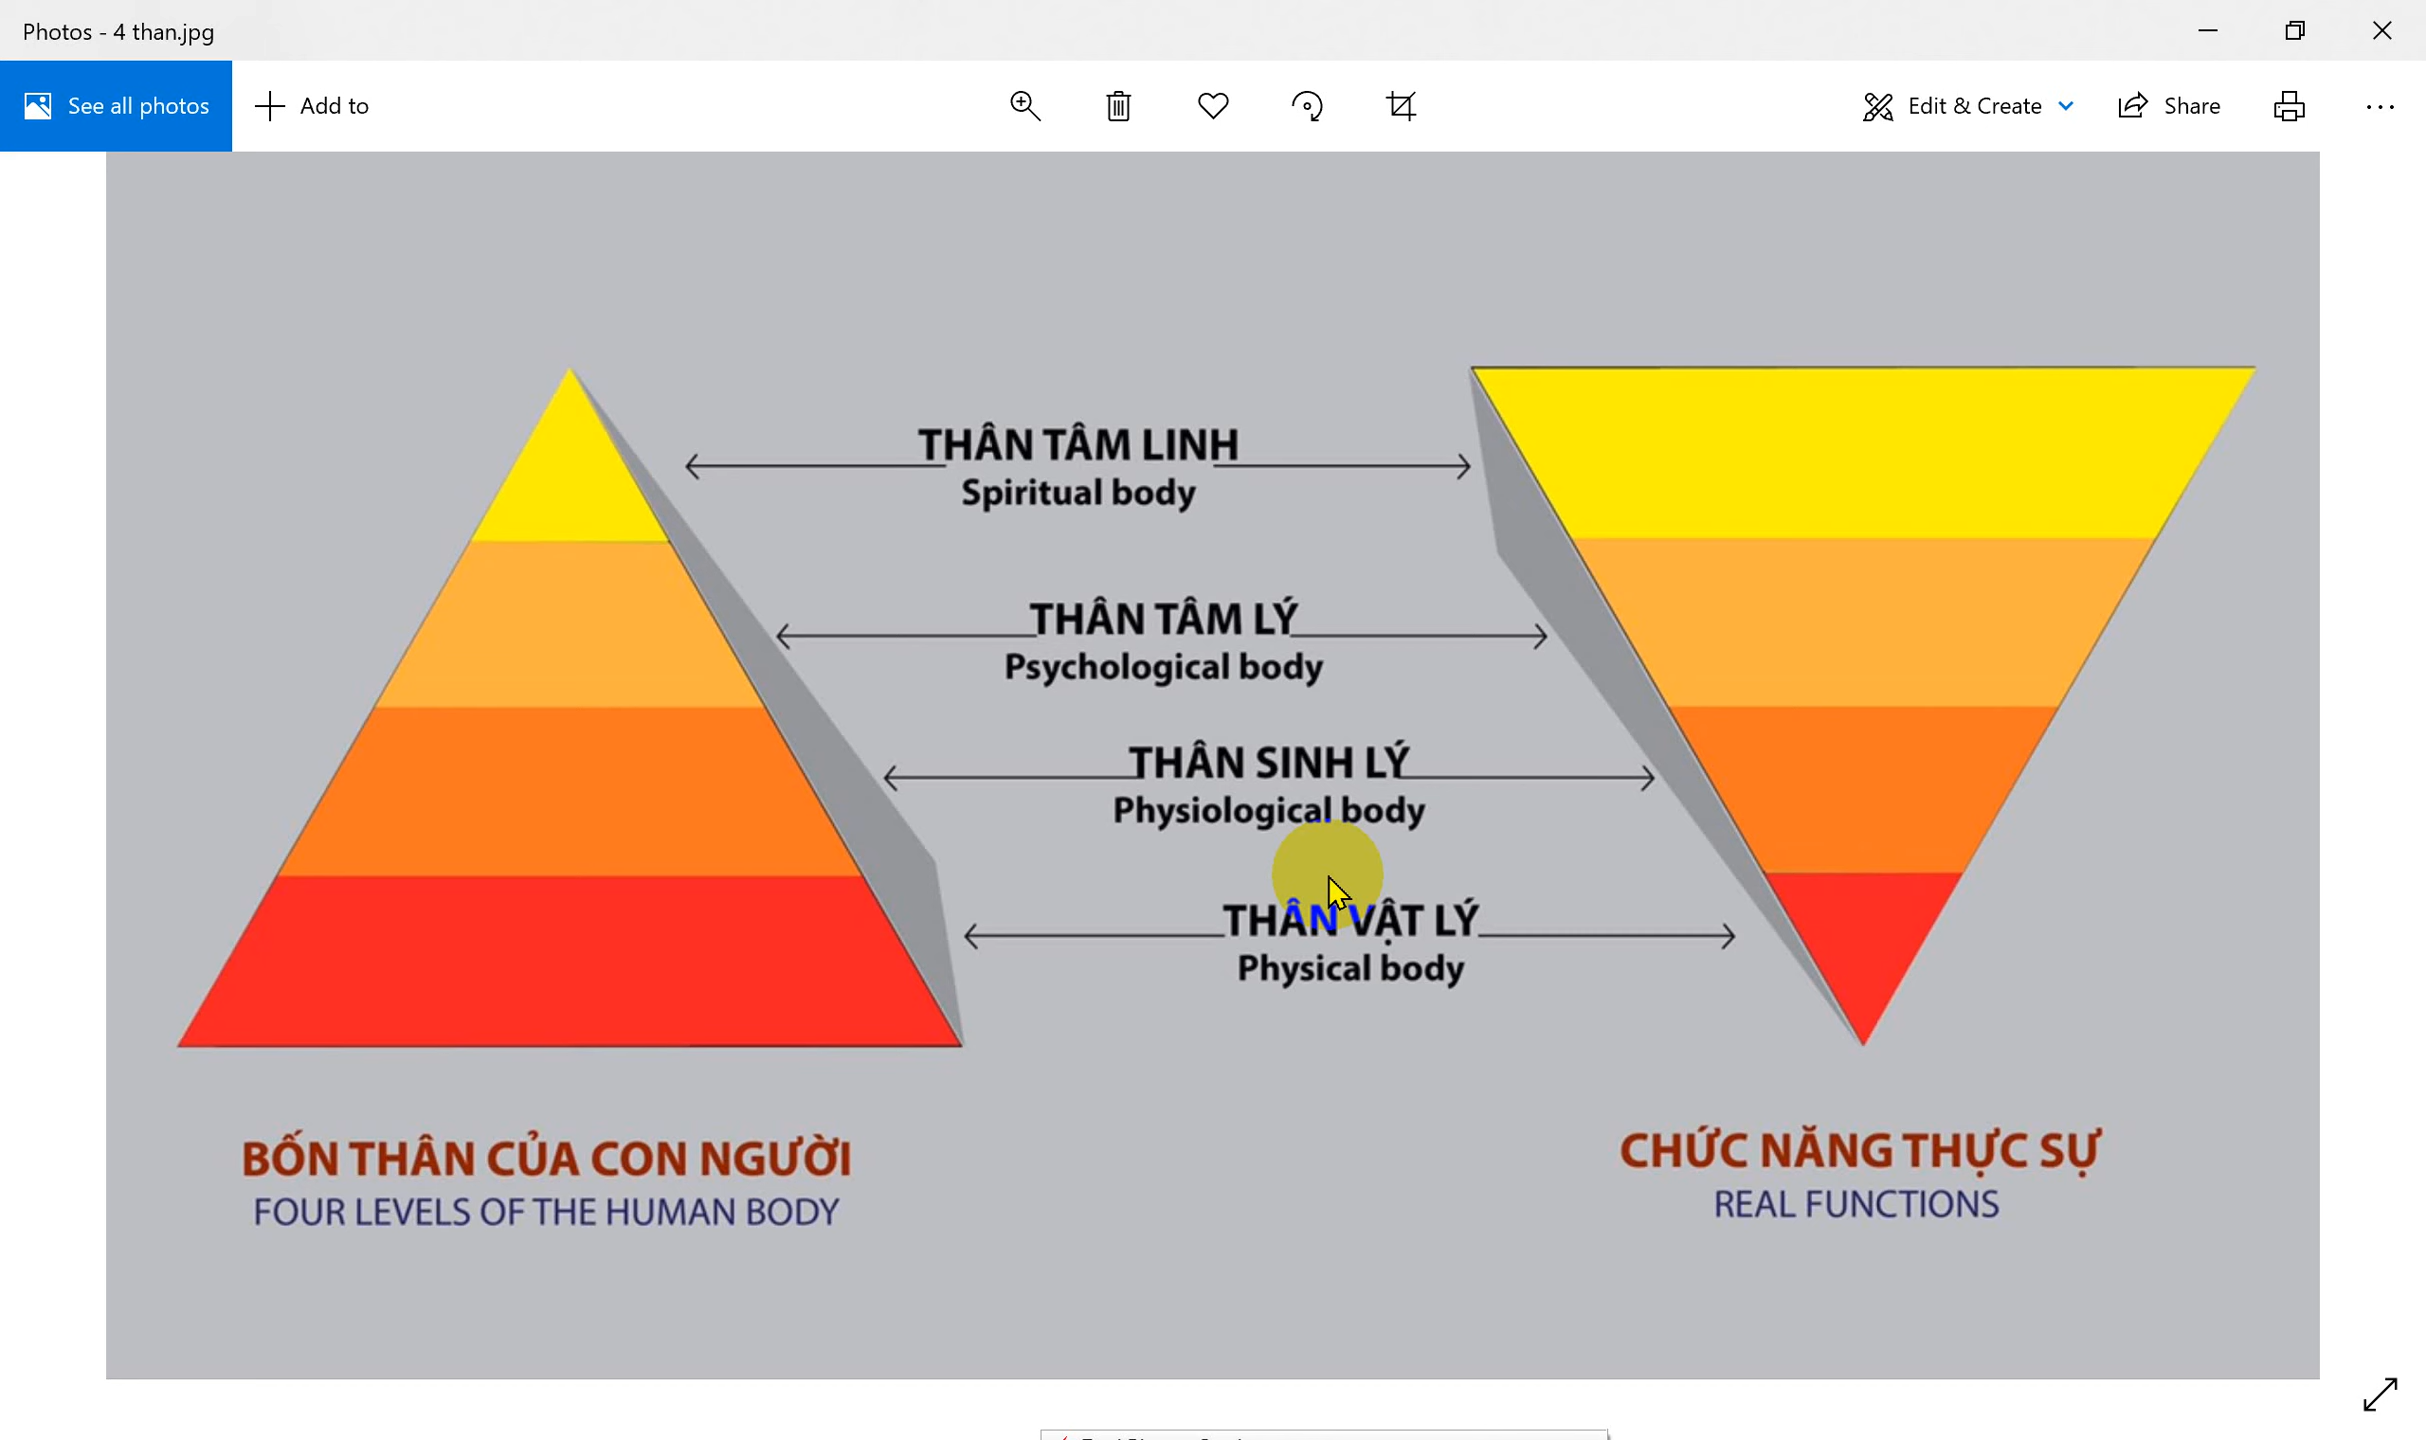 Photos - 4 than.jpg
See all photos
Add to
Edit & Create
Share
THÂN TÂM LINH
Spiritual body
THÂN TÂM LÝ
Psychological body
THÂN SINH LÝ
Physiological body
THÂN VẬT LÝ
Physical body
BỐN THÂN CỦA CON NGƯỜI
FOUR LEVELS OF THE HUMAN BODY
CHỨC NĂNG THỰC SỰ
REAL FUNCTIONS